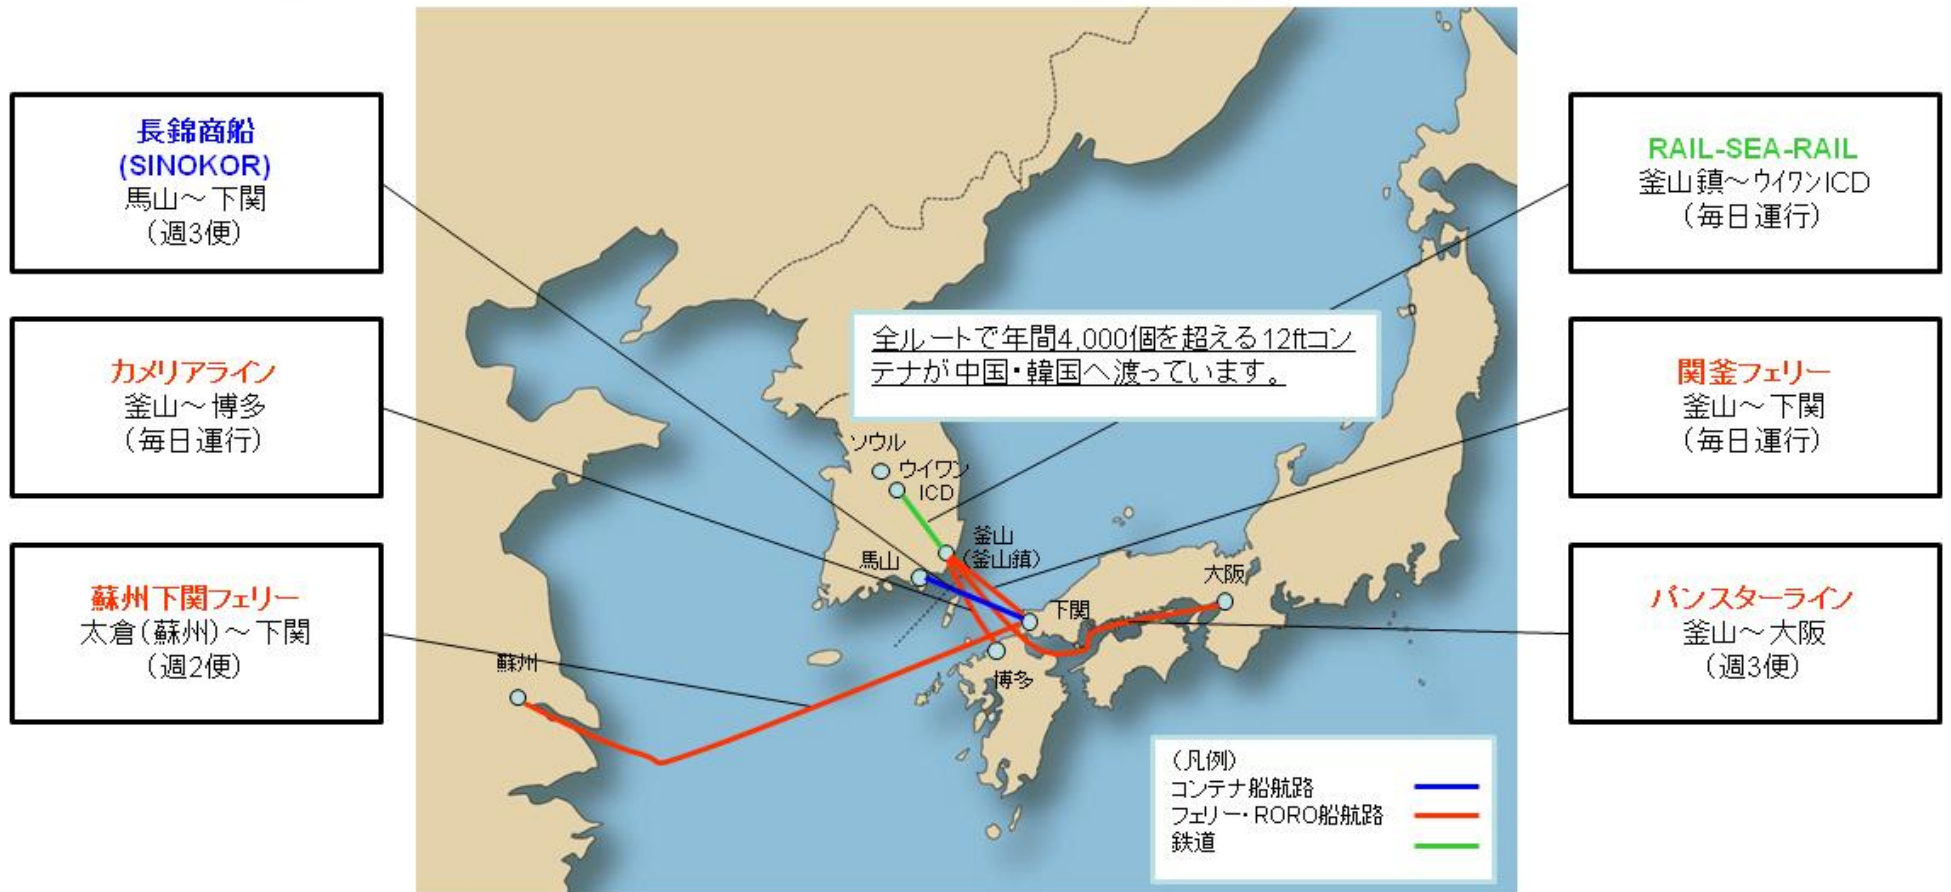 長錦商船
(SINOKOR)
馬山～下関
(週3便)
カメリアライン
釜山～博多
(毎日運行)
蘇州下関フェリー
太倉(蘇州)～下関
(週2便)
RAIL-SEA-RAIL
釜山鎮～ウイワンICD
(毎日運行)
関釜フェリー
釜山～下関
(毎日運行)
パンスターライン
釜山～大阪
(週3便)
全ルートで年間4,000個を超える12ftコン
テナが中国・韓国へ渡っています。
ソウル
ウイワン
ICD
釜山
(釜山鎮)
馬山
大阪
下関
博多
蘇州
(凡例)
コンテナ船航路
フェリー・RORO船航路
鉄道